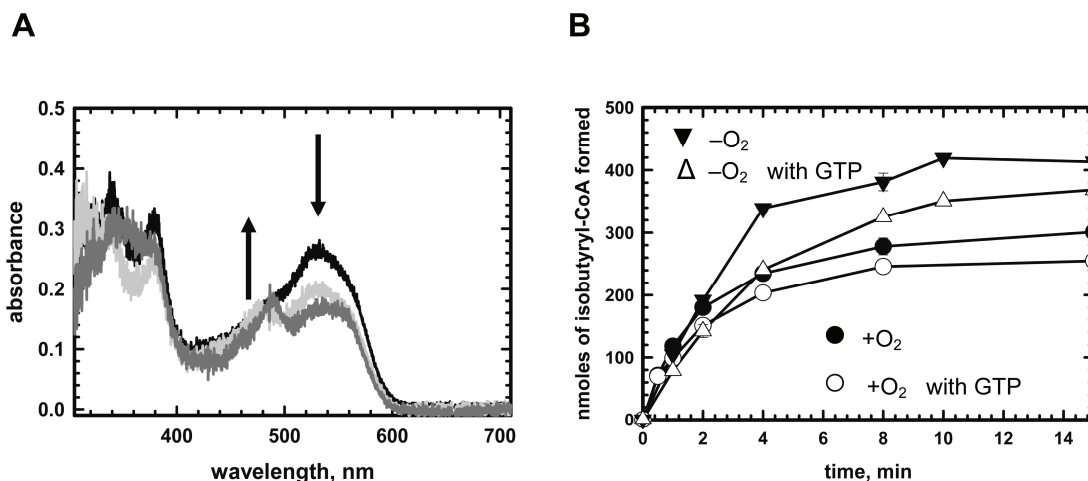 A
0.5
0.4
0.3
0.2
0.1
0.0
absorbance
400
500
600
700
wavelength, nm
B
500
400
300
200
100
0
nmoles of isobutyryl-CoA formed
–O₂
–O₂ with GTP
+O₂
+O₂ with GTP
0
2
4
6
8
10
12
14
time, min